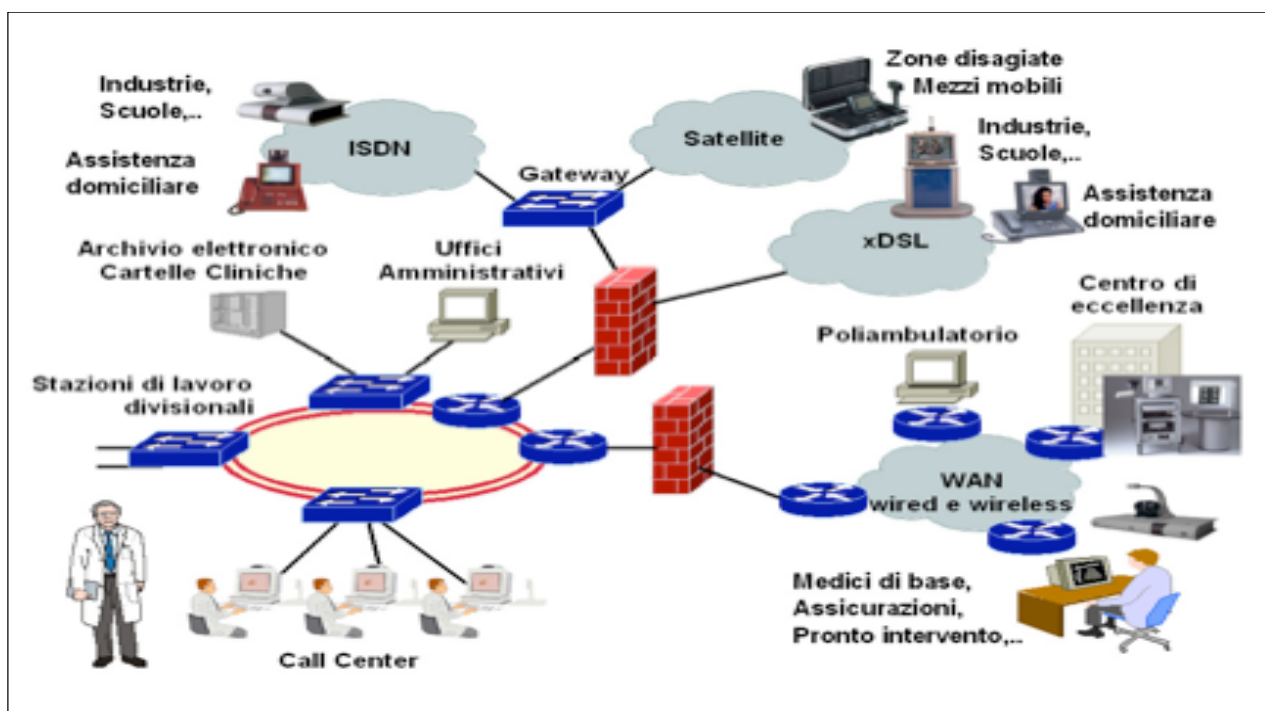 Industrie,
Scuole,..
ISDN
Assistenza
domiciliare
Gateway
Satellite
Zone disagiate
Mezzi mobili
Industrie,
Scuole,..
Assistenza
domiciliare
xDSL
Archivio elettronico
Cartelle Cliniche
Uffici
Amministrativi
Centro di
eccellenza
Poliambulatorio
Stazioni di lavoro
divisionali
WAN
wired e wireless
Medici di base,
Assicurazioni,
Pronto intervento,..
Call Center